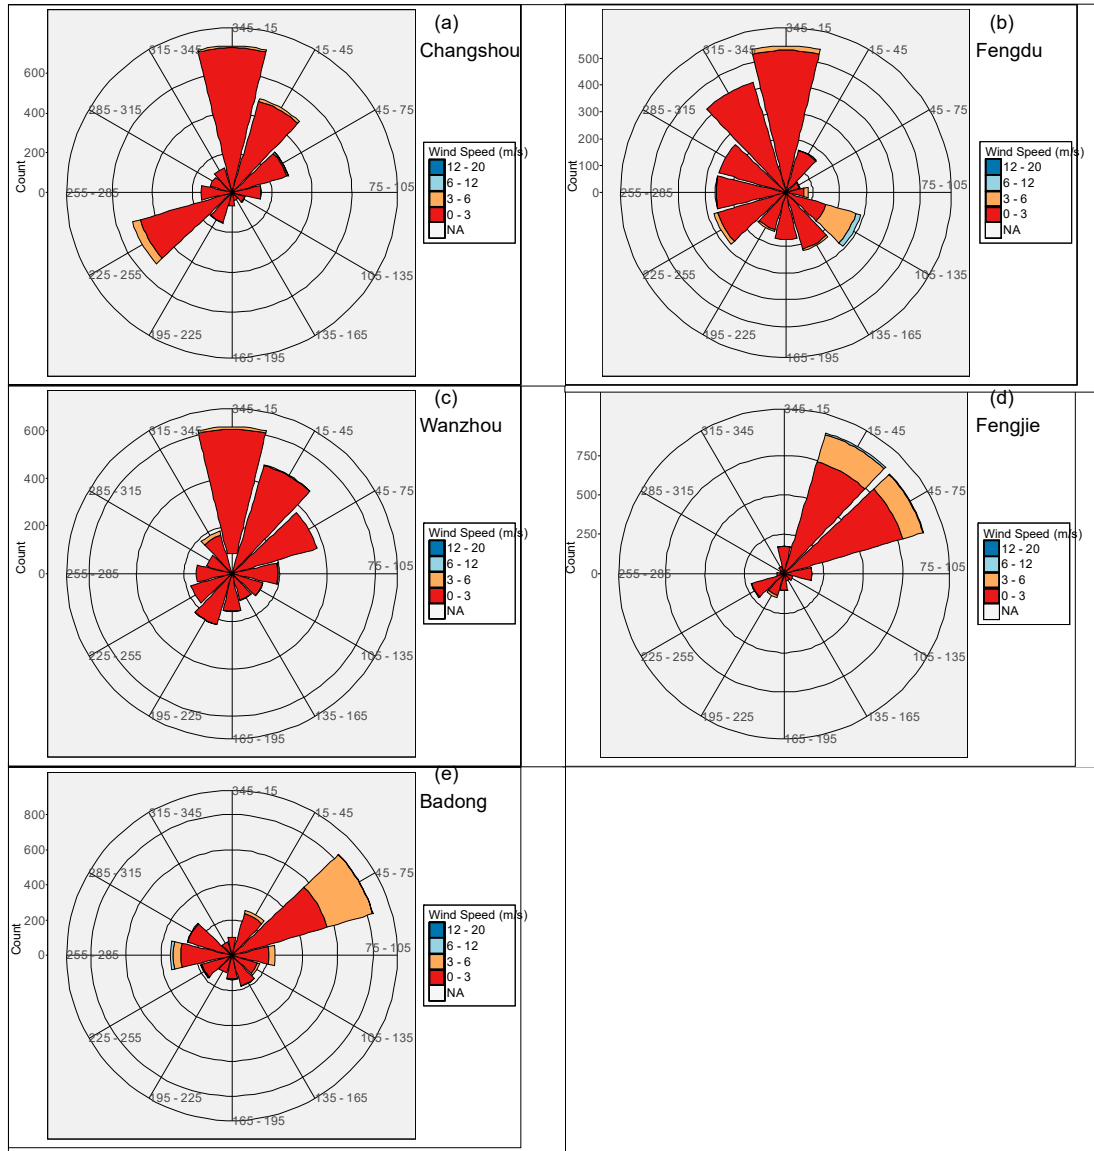 (a)
Changshou
345 - 15
15 - 45
45 - 75
75 - 105
105 - 135
135 - 165
165 - 195
195 - 225
225 - 255
255 - 285
285 - 315
315 - 345
600
400
200
0
Count
Wind Speed (m/s)
12 - 20
6 - 12
3 - 6
0 - 3
NA
(b)
Fengdu
345 - 15
15 - 45
45 - 75
75 - 105
105 - 135
135 - 165
165 - 195
195 - 225
225 - 255
255 - 285
285 - 315
315 - 345
500
400
300
200
100
0
Count
Wind Speed (m/s)
12 - 20
6 - 12
3 - 6
0 - 3
NA
(c)
Wanzhou
345 - 15
15 - 45
45 - 75
75 - 105
105 - 135
135 - 165
165 - 195
195 - 225
225 - 255
255 - 285
285 - 315
315 - 345
600
400
200
0
Count
Wind Speed (m/s)
12 - 20
6 - 12
3 - 6
0 - 3
NA
(d)
Fengjie
345 - 15
15 - 45
45 - 75
75 - 105
105 - 135
135 - 165
165 - 195
195 - 225
225 - 255
255 - 285
285 - 315
315 - 345
750
500
250
0
Count
Wind Speed (m/s)
12 - 20
6 - 12
3 - 6
0 - 3
NA
(e)
Badong
345 - 15
15 - 45
45 - 75
75 - 105
105 - 135
135 - 165
165 - 195
195 - 225
225 - 255
255 - 285
285 - 315
315 - 345
800
600
400
200
0
Count
Wind Speed (m/s)
12 - 20
6 - 12
3 - 6
0 - 3
NA